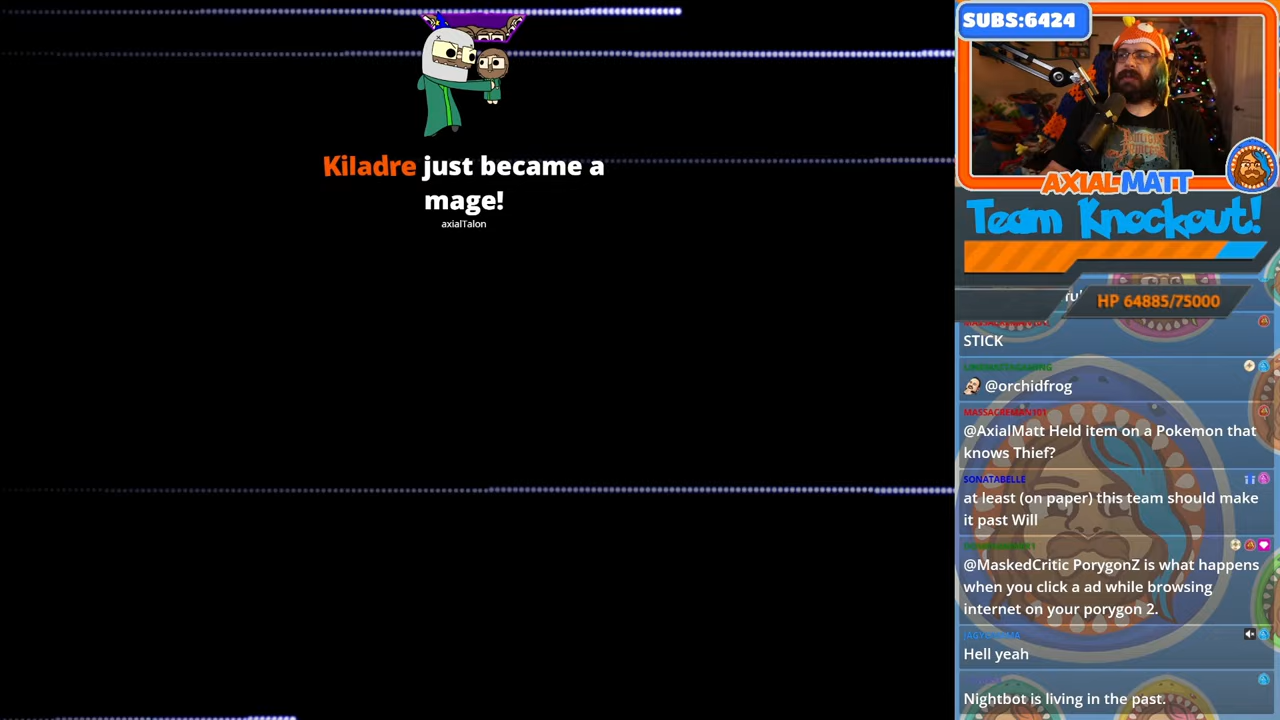 SUBS:6424
Kiladre just became a
mage!
axialTalon
AXIALMATT
Team Knockout!
HP 64885/75000
STICK
@orchidfrog
MASSACREMAN101
@AxialMatt Held item on a Pokemon that
knows Thief?
SONATABELLE
at least (on paper) this team should make
it past Will
@MaskedCritic PorygonZ is what happens
when you click a ad while browsing
internet on your porygon 2.
Hell yeah
Nightbot is living in the past.